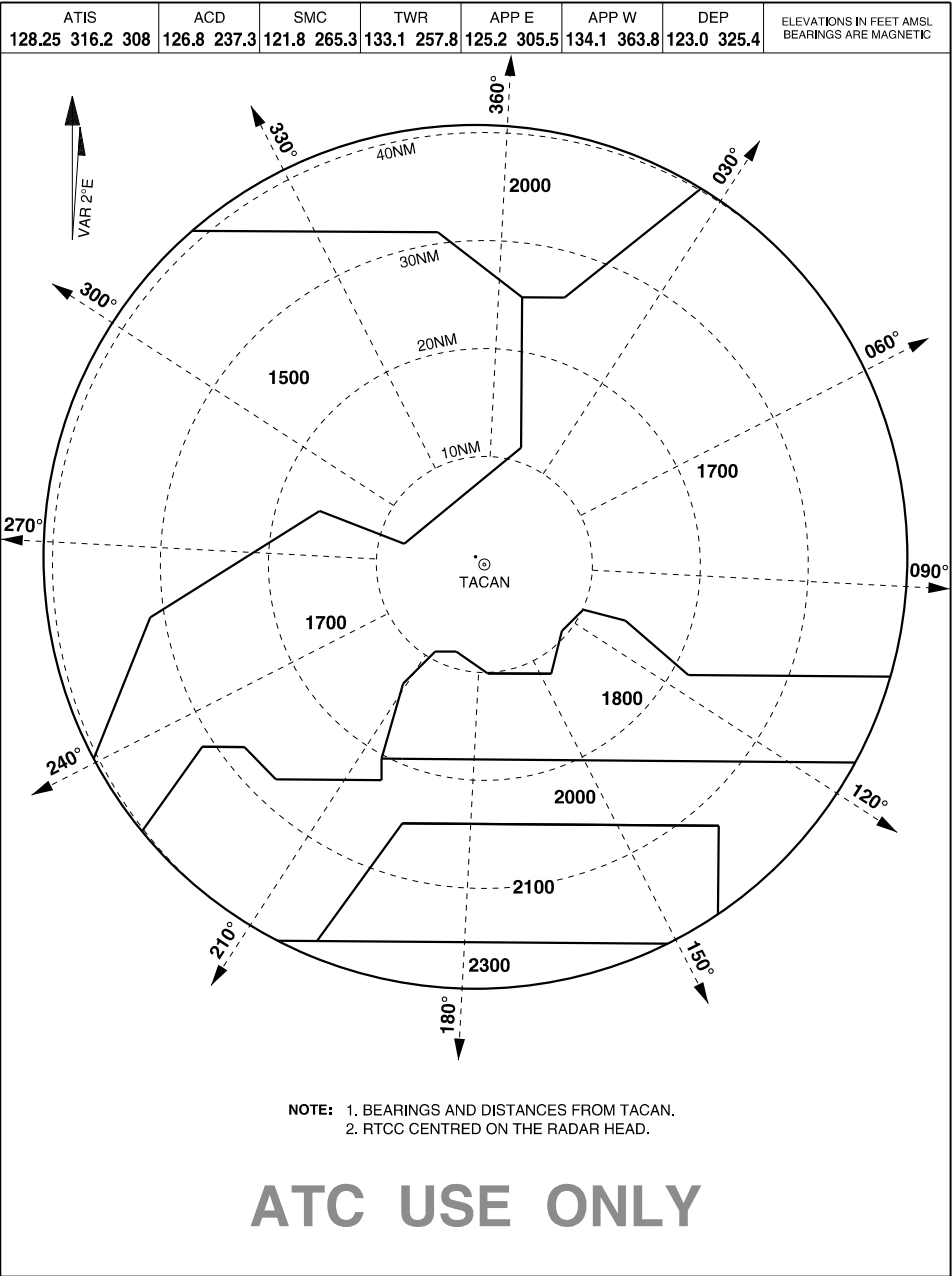 ATIS ACD SMC TWR APP E APP W DEP ELEVATIONS IN FEET AMSL
128.25 316.2 308 126.8 237.3 121.8 265.3 133.1 257.8 125.2 305.5 134.1 363.8 123.0 325.4 BEARINGS ARE MAGNETIC
360°
330°
030°
40NM
VAR 2°E
2000
30NM
300°
20NM
060°
1500
10NM
1700
270°
090°
TACAN
1700
1800
240°
2000
120°
2100
210°
150°
2300
180°
NOTE: 1. BEARINGS AND DISTANCES FROM TACAN.
2. RTCC CENTRED ON THE RADAR HEAD.
ATC USE ONLY